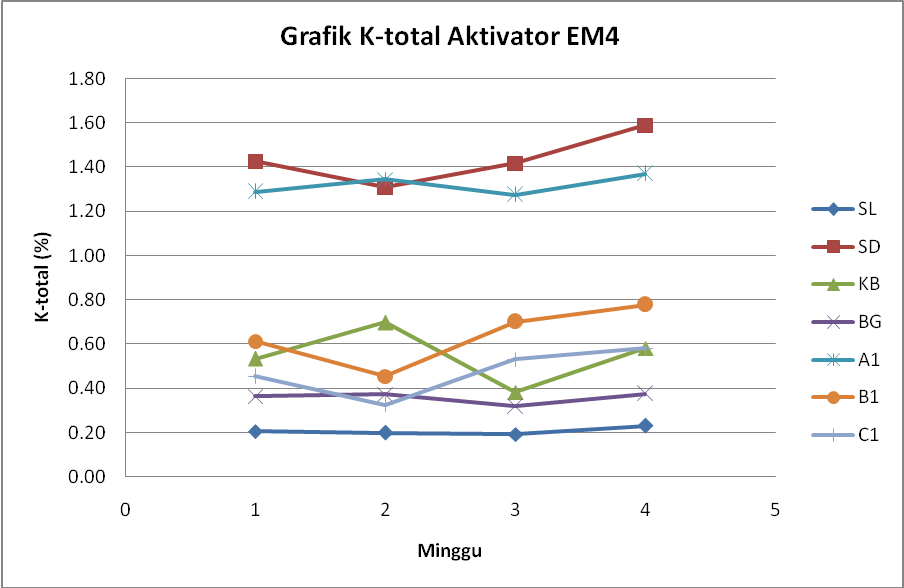 Grafik K-total Aktivator EM4
1.80
1.60
1.40
1.20
1.00
0.80
0.60
0.40
0.20
0.00
K-total (%)
0 1 2 3 4 5
Minggu
SL
SD
KB
BG
A1
B1
C1